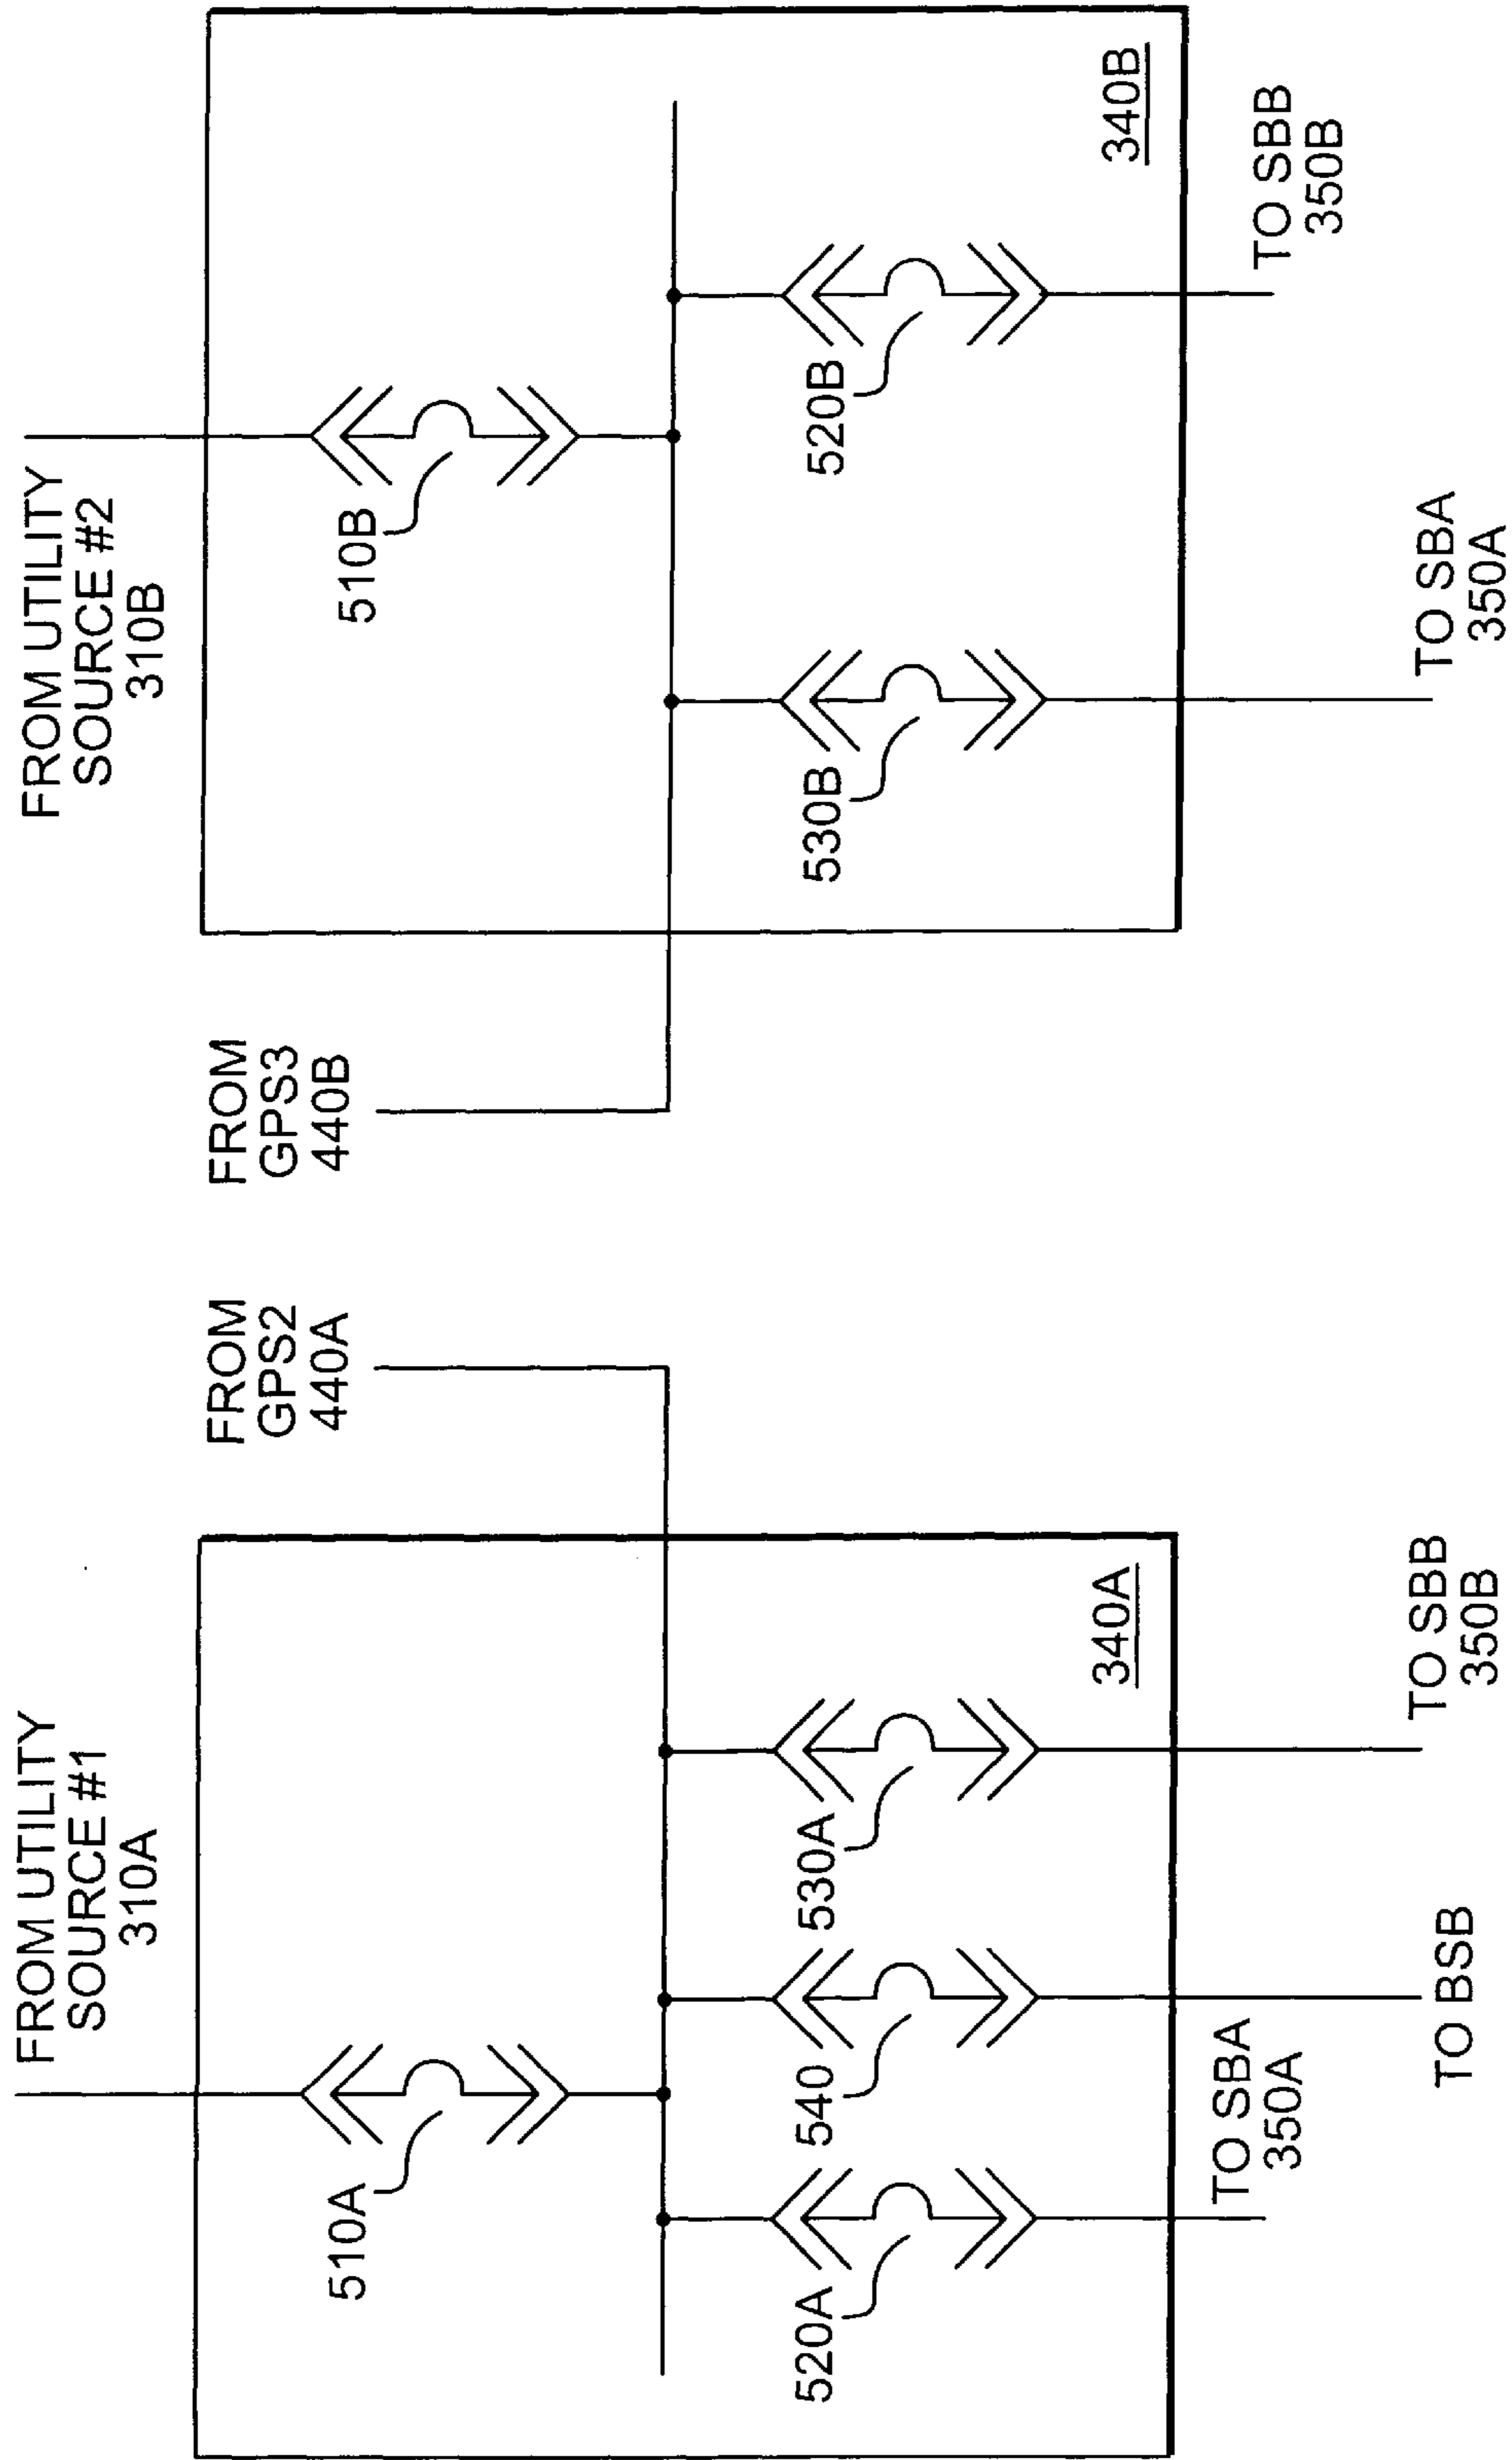 FROM UTILITY
SOURCE #1
310A
FROM
GPS2
440A
510A
520A
540
530A
340A
TO SBA
350A
TO BSB
TO SBB
350B
FROM UTILITY
SOURCE #2
310B
FROM
GPS3
440B
510B
530B
520B
340B
TO SBA
350A
TO SBB
350B